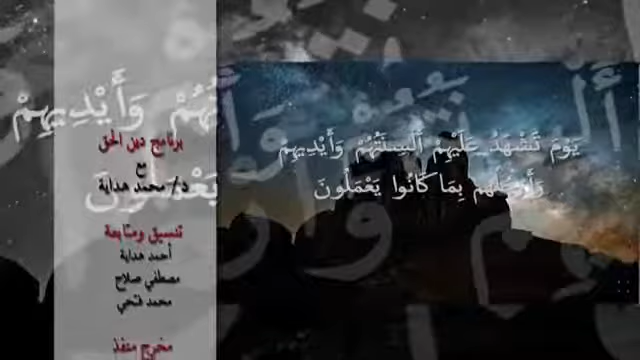 يَوْمَ تَشْهَدُ عَلَيْهِمْ أَلْسِنَتُهُمْ وَأَيْدِيهِمْ
وَأَرْجُلُهُم بِمَا كَانُوا يَعْمَلُونَ
برنامج دين الحق
مع
د/ محمد هداية
تنسيق ومتابعة
أحمد هداية
مصطفي صلاح
محمد فتحي
مخرج منفذ